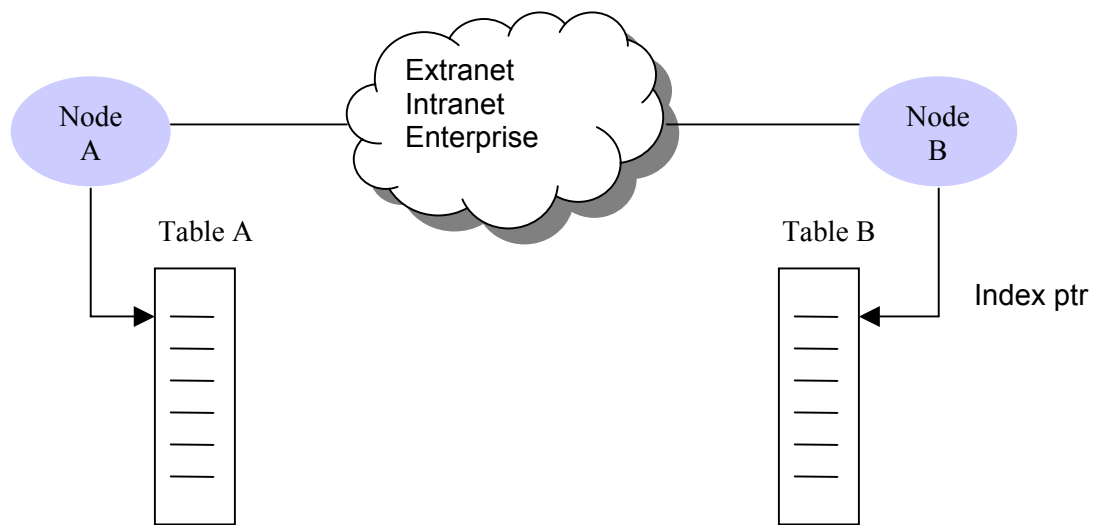 Extranet
Intranet
Enterprise
Node
A
Node
B
Table A
Table B
Index ptr